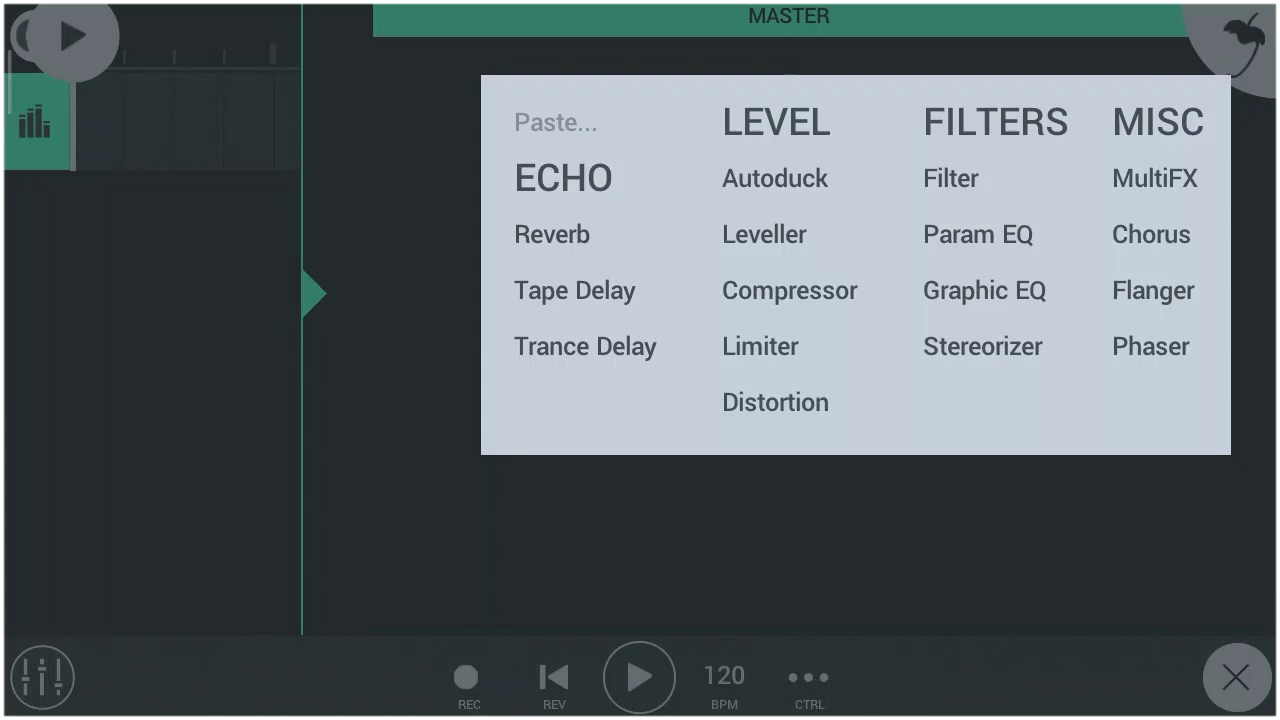 MASTER
Paste... LEVEL FILTERS MISC
ECHO Autoduck Filter MultiFX
Reverb Leveller Param EQ Chorus
Tape Delay Compressor Graphic EQ Flanger
Trance Delay Limiter Stereorizer Phaser
Distortion
120
REC REV BPM CTRL